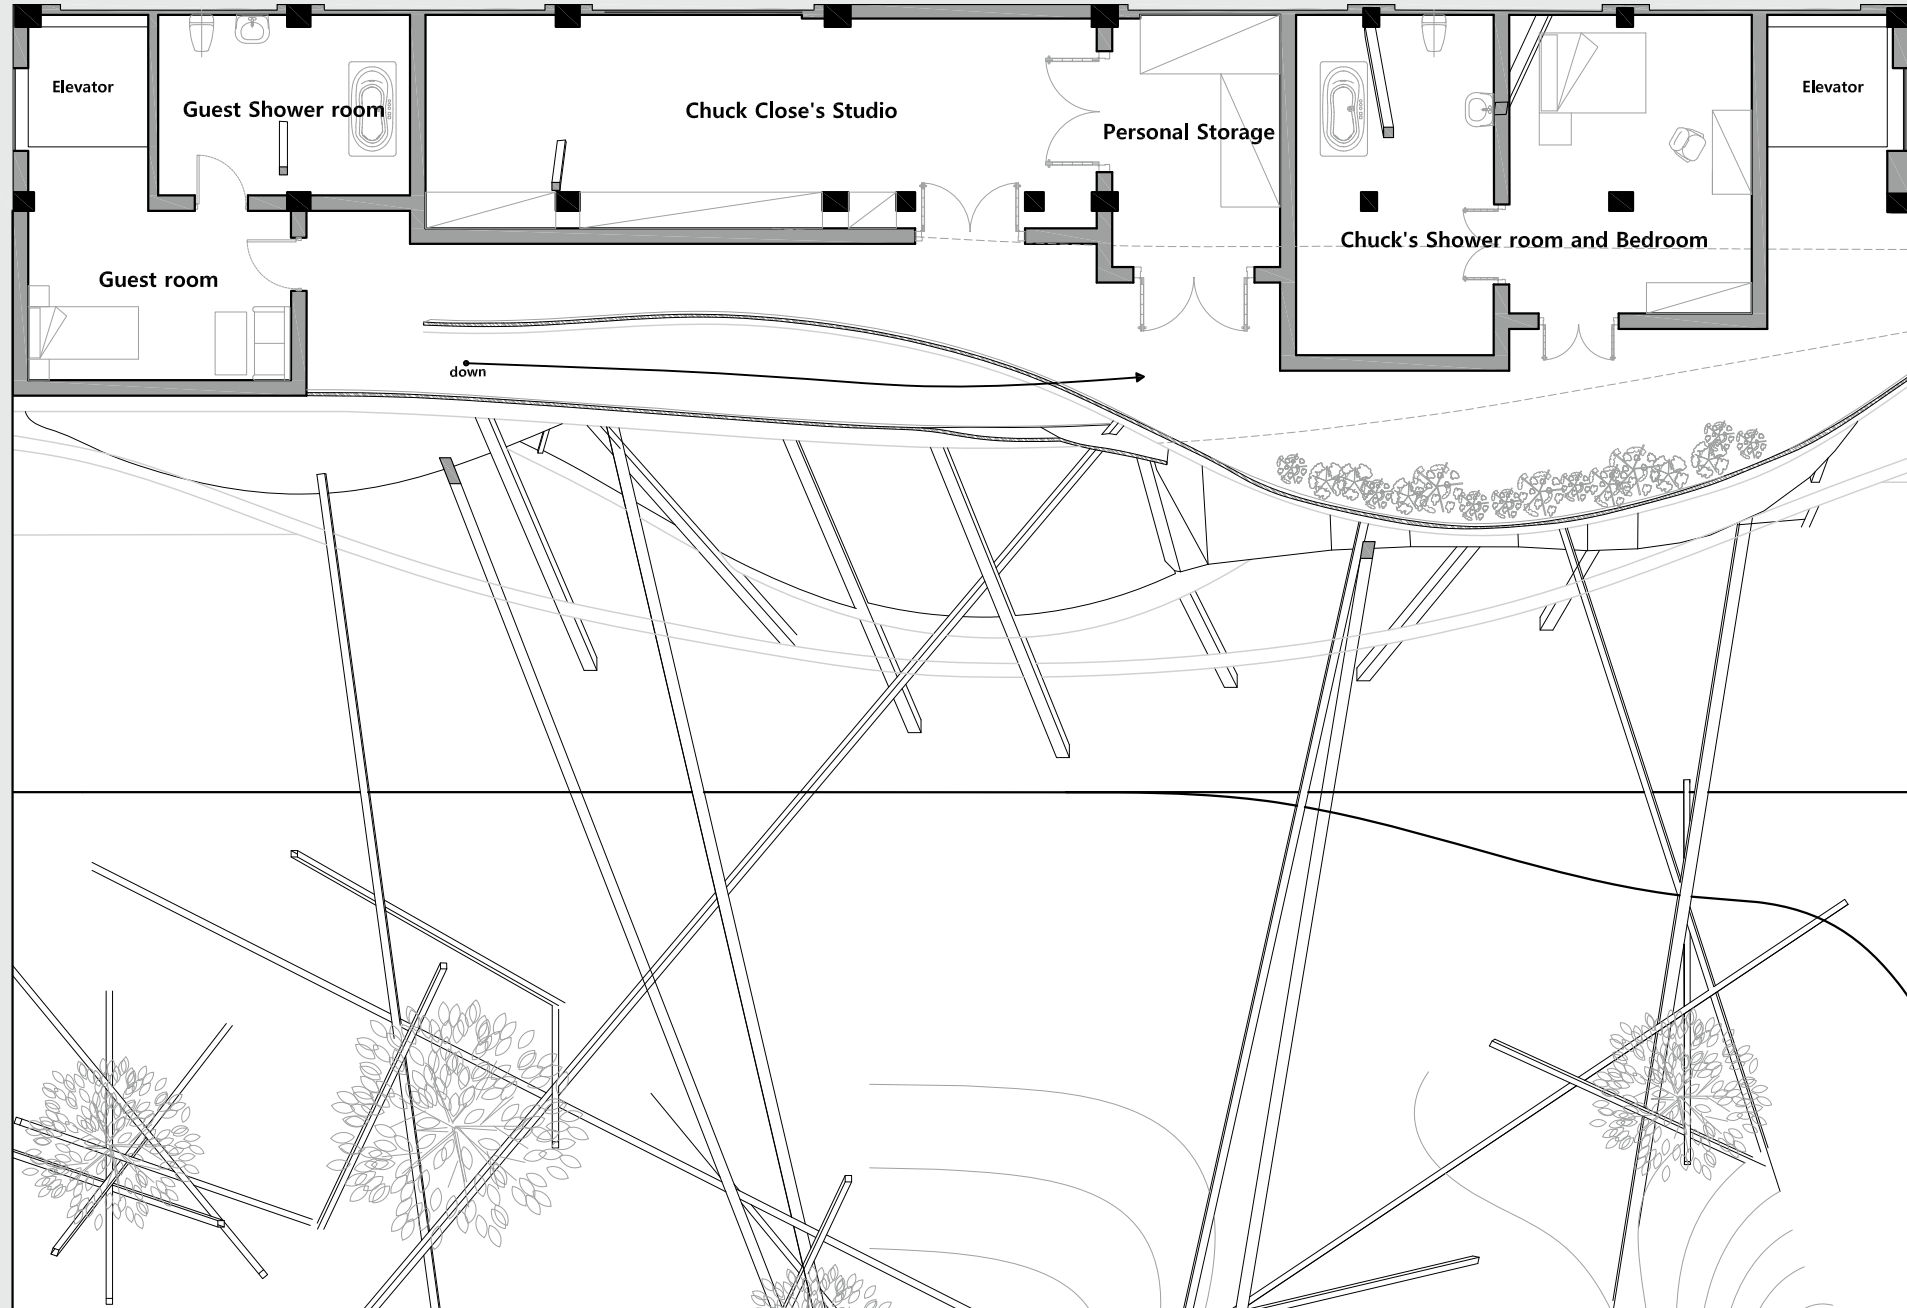 Elevator
Guest Shower room
Chuck Close's Studio
Personal Storage
Elevator
Chuck's Shower room and Bedroom
Guest room
down